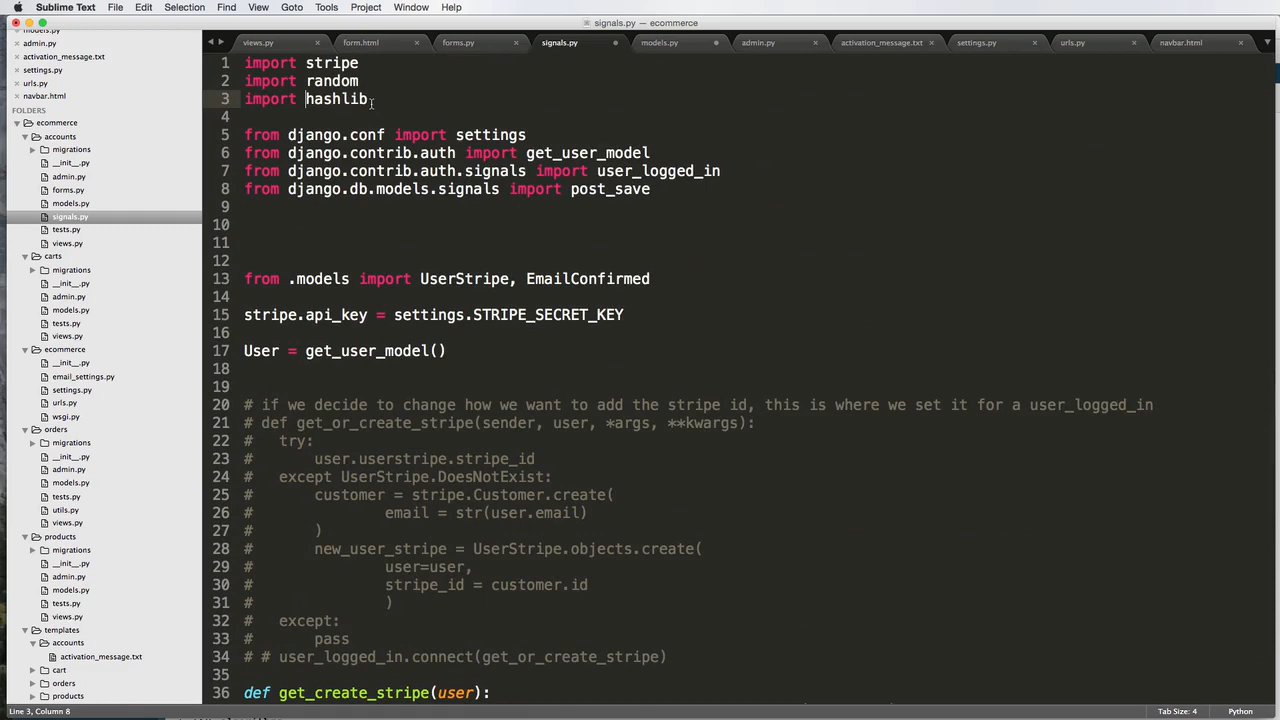 Sublime Text File Edit Selection Find View Goto Tools Project Window Help
signals.py — ecommerce
models.py
admin.py
activation_message.txt
settings.py
urls.py
navbar.html
FOLDERS
ecommerce
accounts
migrations
__init__.py
admin.py
forms.py
models.py
signals.py
tests.py
views.py
carts
migrations
__init__.py
admin.py
models.py
tests.py
views.py
ecommerce
__init__.py
email_settings.py
settings.py
urls.py
wsgi.py
orders
migrations
__init__.py
admin.py
models.py
tests.py
utils.py
views.py
products
migrations
__init__.py
admin.py
models.py
tests.py
views.py
templates
accounts
activation_message.txt
cart
orders
products
views.py form.html forms.py signals.py models.py admin.py activation_message.txt settings.py urls.py navbar.html
1 import stripe
2 import random
3 import hashlib
4
5 from django.conf import settings
6 from django.contrib.auth import get_user_model
7 from django.contrib.auth.signals import user_logged_in
8 from django.db.models.signals import post_save
9
10
11
12
13 from .models import UserStripe, EmailConfirmed
14
15 stripe.api_key = settings.STRIPE_SECRET_KEY
16
17 User = get_user_model()
18
19
20 # if we decide to change how we want to add the stripe id, this is where we set it for a user_logged_in
21 # def get_or_create_stripe(sender, user, *args, **kwargs):
22 # try:
23 # user.userstripe.stripe_id
24 # except UserStripe.DoesNotExist:
25 # customer = stripe.Customer.create(
26 # email = str(user.email)
27 # )
28 # new_user_stripe = UserStripe.objects.create(
29 # user=user,
30 # stripe_id = customer.id
31 # )
32 # except:
33 # pass
34 # # user_logged_in.connect(get_or_create_stripe)
35
36 def get_create_stripe(user):
Line 3, Column 8 Tab Size: 4 Python